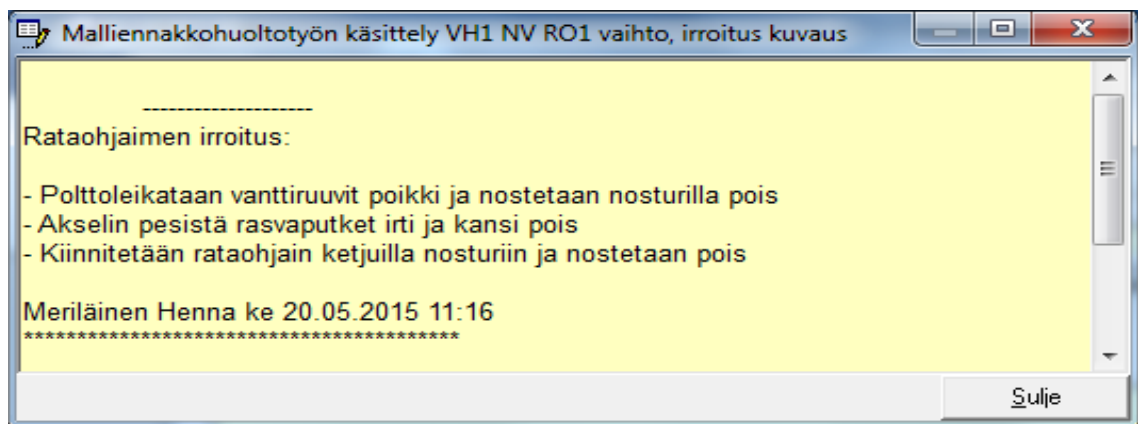 Malliennakkohuoltotyön käsittely VH1 NV RO1 vaihto, irroitus kuvaus
--------------------
Rataohjaimen irroitus:
- Polttoleikataan vanttiruuvit poikki ja nostetaan nosturilla pois
- Akselin pesistä rasvaputket irti ja kansi pois
- Kiinnitetään rataohjain ketjuilla nosturiin ja nostetaan pois
Meriläinen Henna ke 20.05.2015 11:16
*****************************************
Sulje